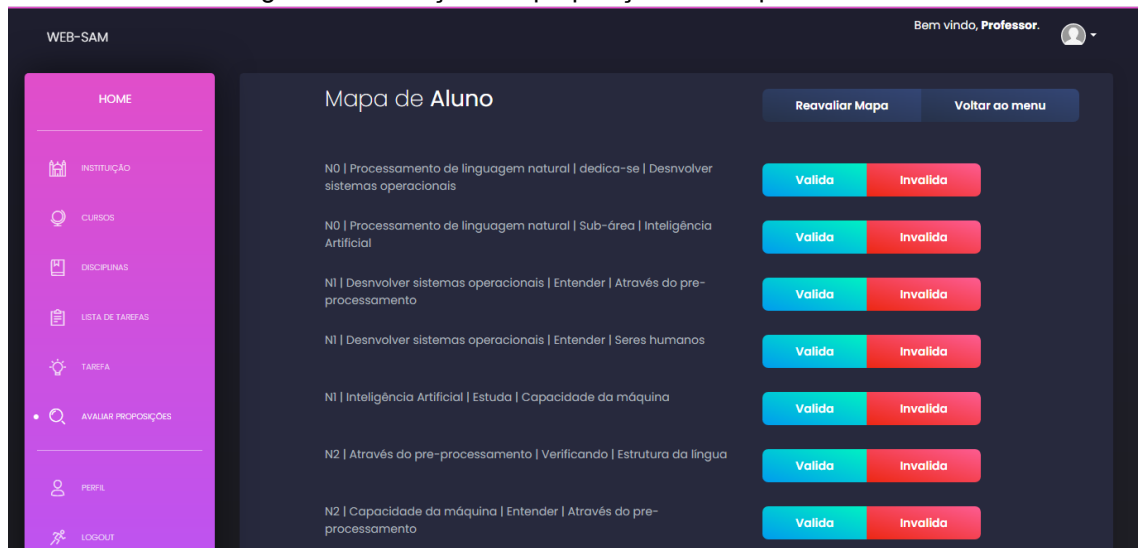 WEB-SAM
Bem vindo, Professor.
HOME
INSTITUIÇÃO
CURSOS
DISCIPLINAS
LISTA DE TAREFAS
TAREFA
AVALIAR PROPOSIÇÕES
PERFIL
LOGOUT
Mapa de Aluno
Reavaliar Mapa
Voltar ao menu
N0 | Processamento de linguagem natural | dedica-se | Desnvolver
sistemas operacionais
Valida Invalida
N0 | Processamento de linguagem natural | Sub-área | Inteligência
Artificial
Valida Invalida
N1 | Desnvolver sistemas operacionais | Entender | Através do pre-
processamento
Valida Invalida
N1 | Desnvolver sistemas operacionais | Entender | Seres humanos
Valida Invalida
N1 | Inteligência Artificial | Estuda | Capacidade da máquina
Valida Invalida
N2 | Através do pre-processamento | Verificando | Estrutura da língua
Valida Invalida
N2 | Capacidade da máquina | Entender | Através do pre-
processamento
Valida Invalida